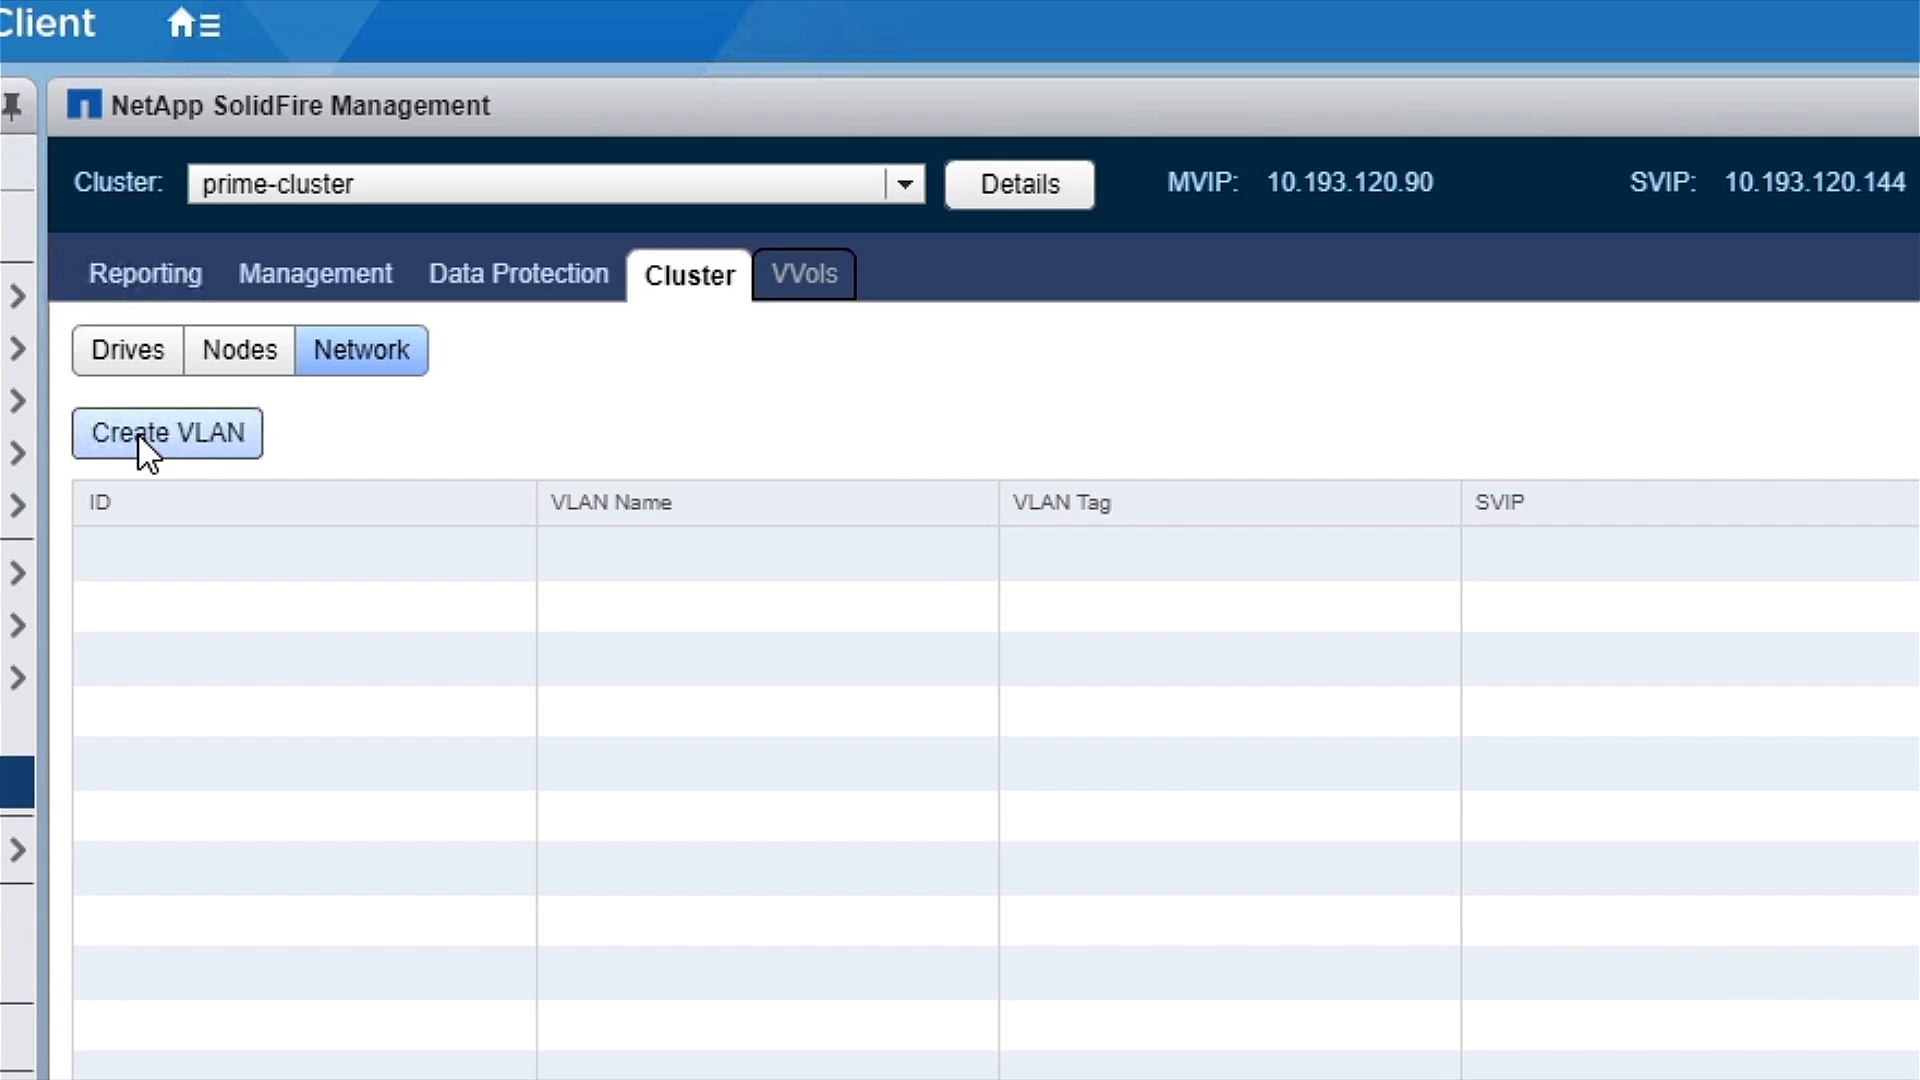 Client
NetApp SolidFire Management
Cluster: prime-cluster Details MVIP: 10.193.120.90 SVIP: 10.193.120.144
Reporting Management Data Protection Cluster VVols
Drives Nodes Network
Create VLAN
ID VLAN Name VLAN Tag SVIP